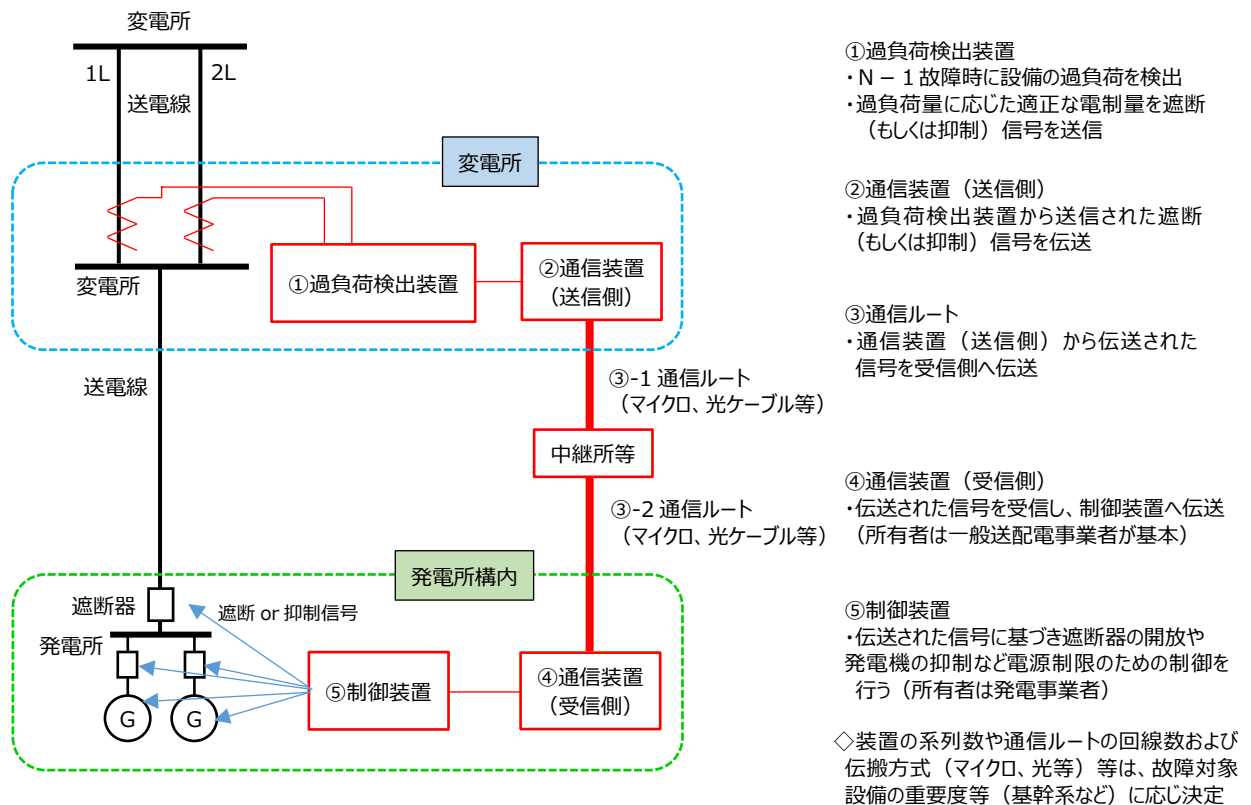 変電所
1L
2L
送電線
変電所
①過負荷検出装置
②通信装置
(送信側)
変電所
送電線
③-1 通信ルート
(マイクロ、光ケーブル等)
中継所等
③-2 通信ルート
(マイクロ、光ケーブル等)
発電所構内
遮断器
遮断 or 抑制信号
発電所
⑤制御装置
④通信装置
(受信側)
G
G
①過負荷検出装置
・N-1故障時に設備の過負荷を検出
・過負荷量に応じた適正な電制量を遮断
(もしくは抑制)信号を送信
②通信装置(送信側)
・過負荷検出装置から送信された遮断
(もしくは抑制)信号を伝送
③通信ルート
・通信装置(送信側)から伝送された
信号を受信側へ伝送
④通信装置(受信側)
・伝送された信号を受信し、制御装置へ伝送
(所有者は一般送配電事業者が基本)
⑤制御装置
・伝送された信号に基づき遮断器の開放や
発電機の抑制など電源制限のための制御を
行う(所有者は発電事業者)
◇装置の系列数や通信ルートの回線数および
伝搬方式(マイクロ、光等)等は、故障対象
設備の重要度等(基幹系など)に応じ決定